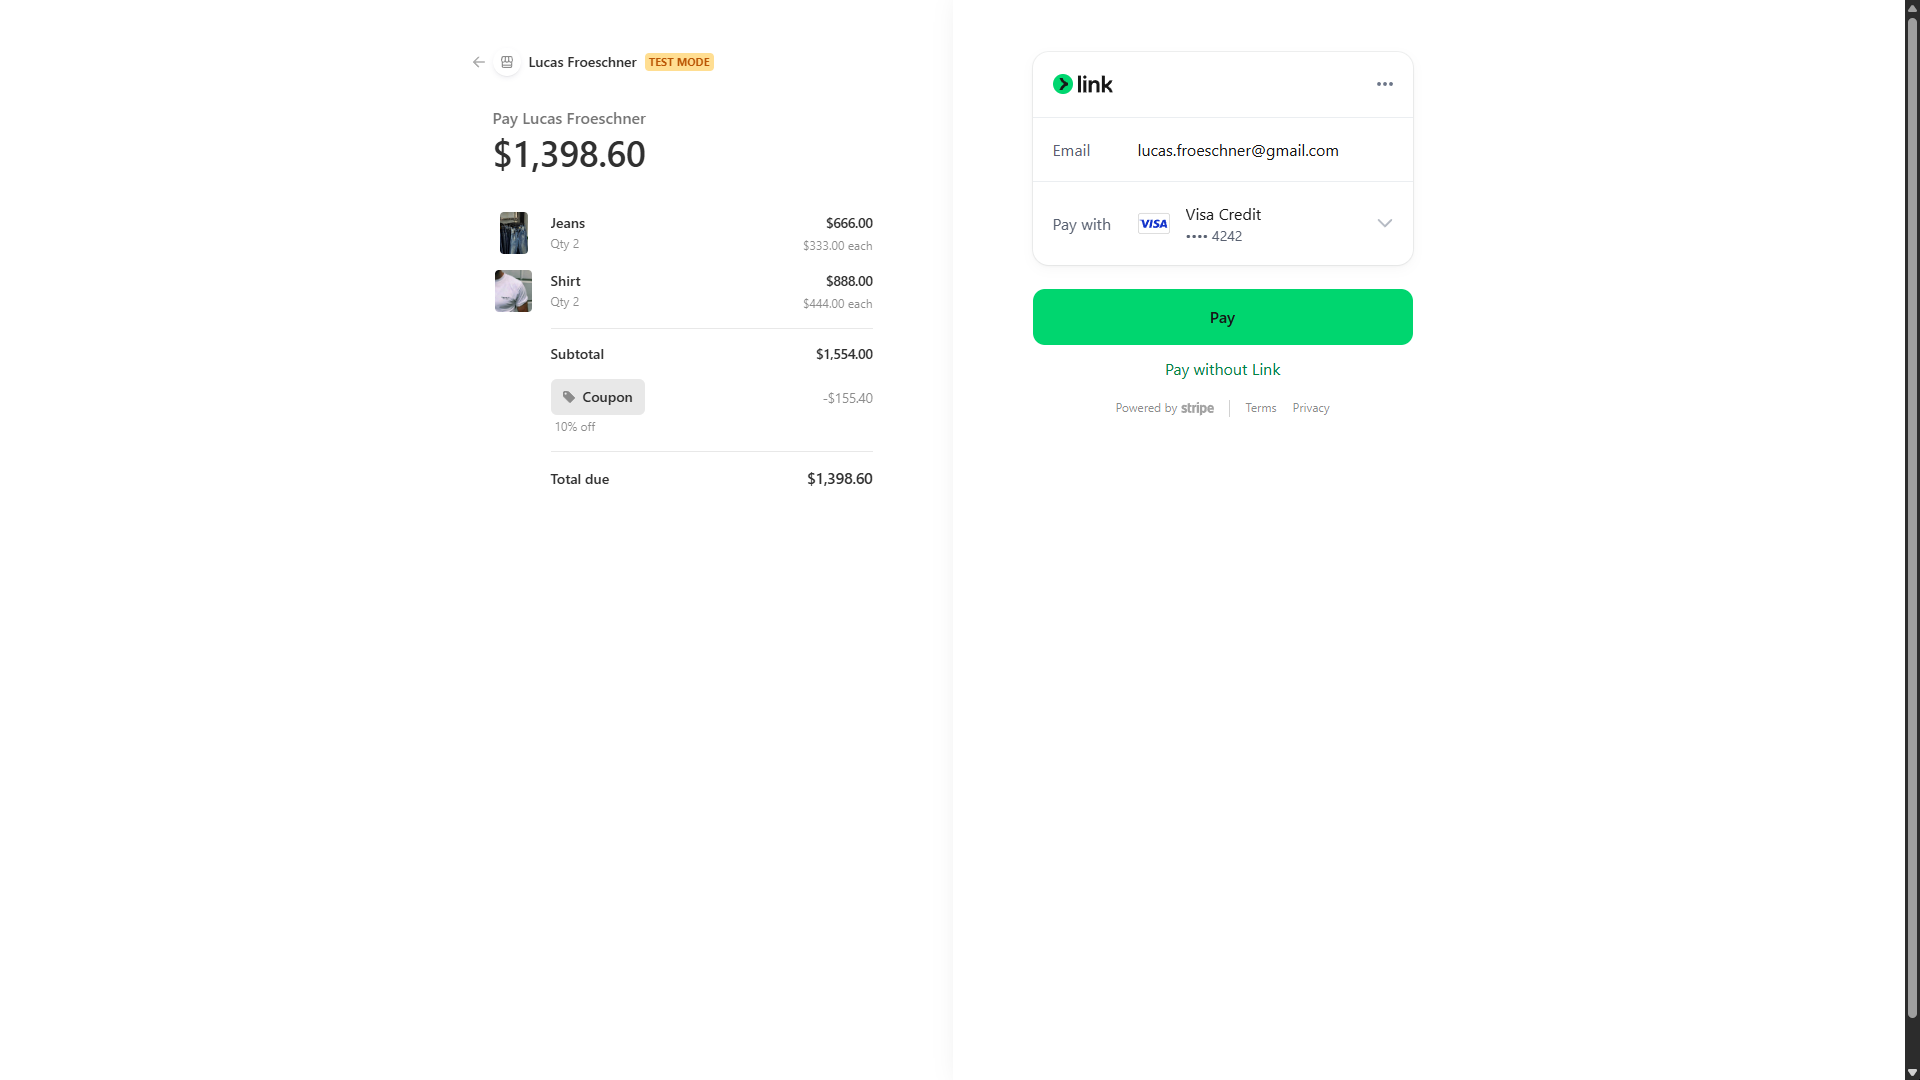 Lucas Froeschner TEST MODE
Pay Lucas Froeschner
$1,398.60
Jeans $666.00
Qty 2 $333.00 each
Shirt $888.00
Qty 2 $444.00 each
Subtotal $1,554.00
Coupon -$155.40
10% off
Total due $1,398.60
link
Email lucas.froeschner@gmail.com
Pay with VISA Visa Credit
•••• 4242
Pay
Pay without Link
Powered by stripe Terms Privacy